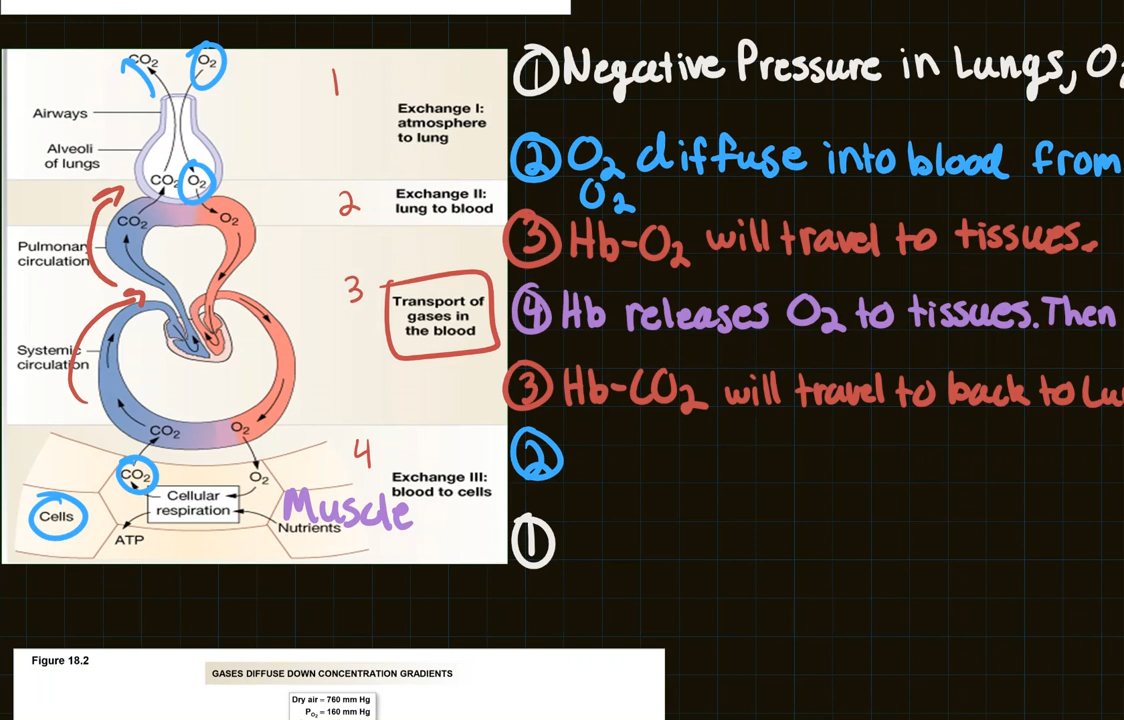 CO2
O2
1
Airways
Exchange I:
atmosphere
to lung
Alveoli
of lungs
CO2 O2
2
Exchange II:
lung to blood
CO2 O2
Pulmonary
circulation
3
Transport of
gases in
the blood
Systemic
circulation
CO2 O2
4
CO2 O2
Exchange III:
blood to cells
Cellular
respiration
Muscle
Cells
Nutrients
ATP
① Negative Pressure in Lungs, O2
② O2 diffuse into blood from
O2
③ Hb-O2 will travel to tissues.
④ Hb releases O2 to tissues. Then
③ Hb-CO2 will travel to back to Lu
②
①
Figure 18.2
GASES DIFFUSE DOWN CONCENTRATION GRADIENTS
Dry air = 760 mm Hg
PO2 = 160 mm Hg